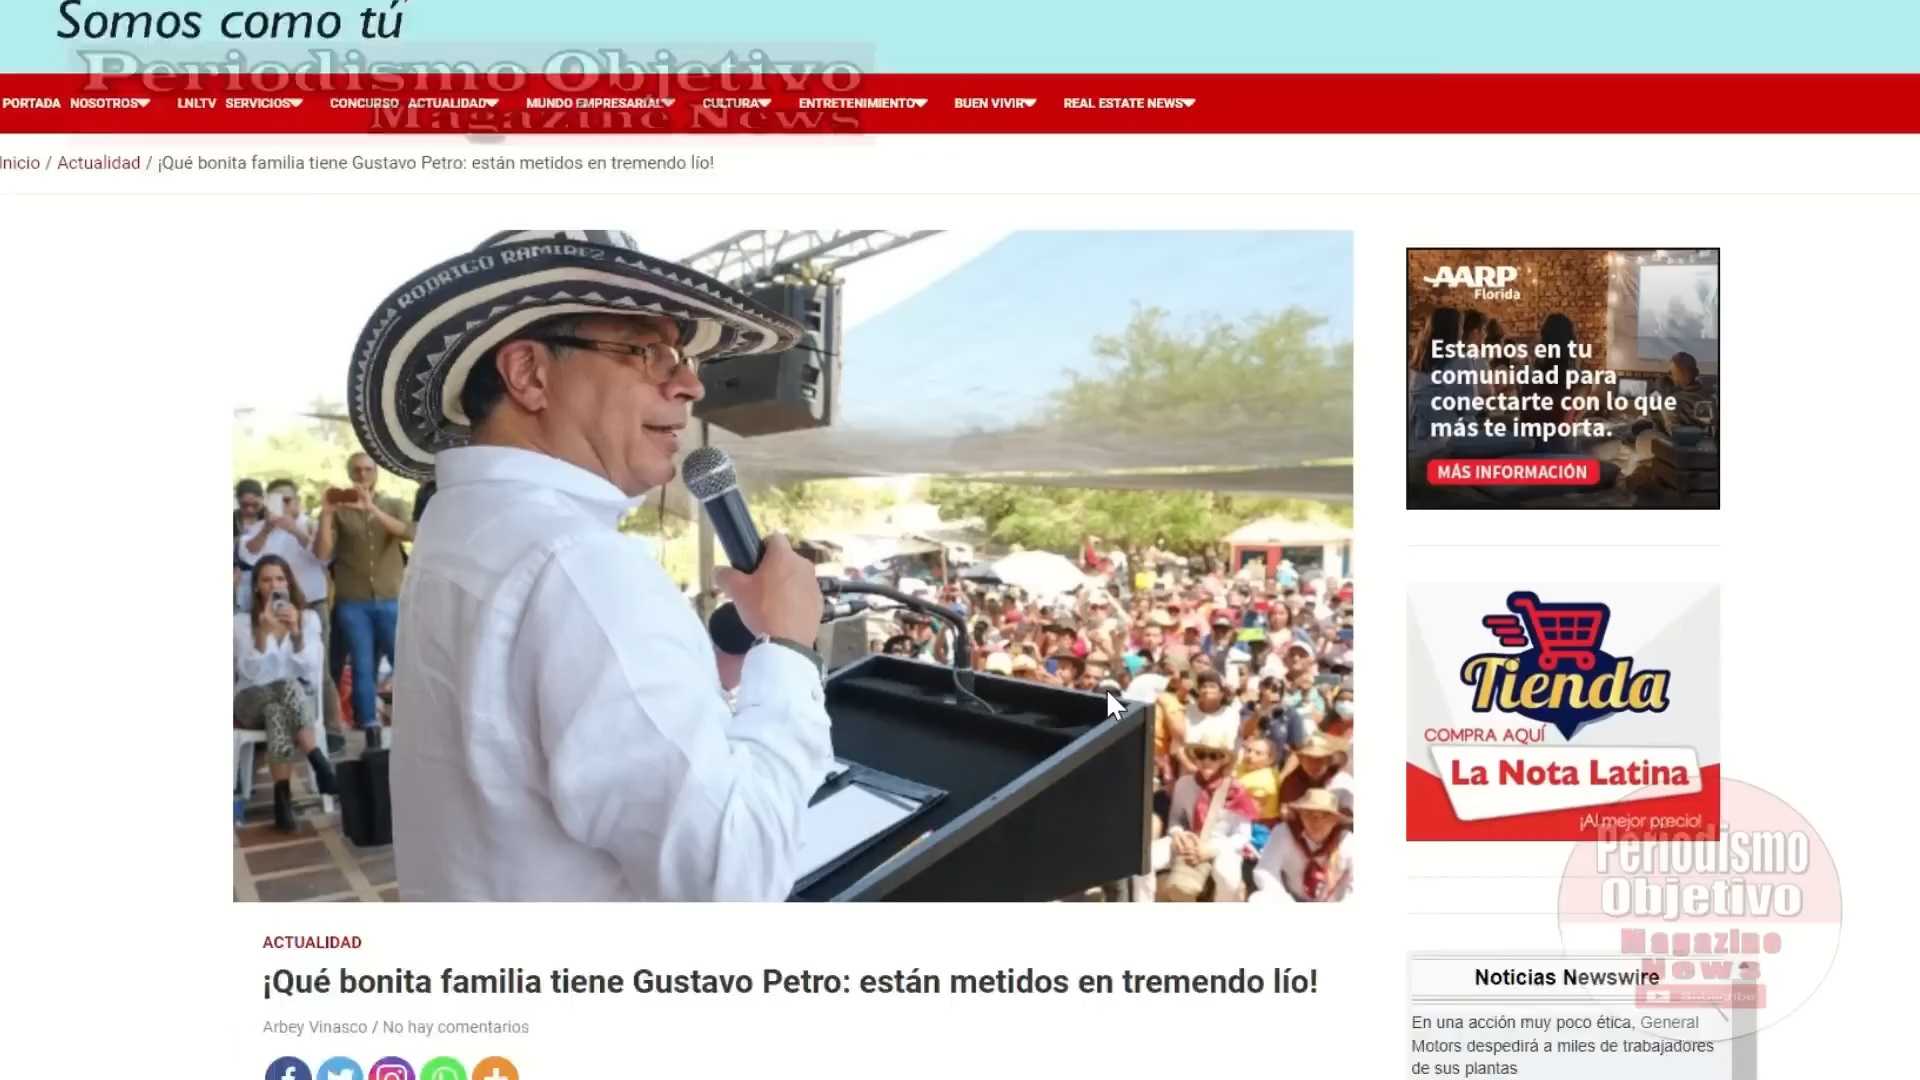 Somos como tú
Periodismo Objetivo
Magazine News
PORTADA NOSOTROS LNLTV SERVICIOS CONCURSO ACTUALIDAD MUNDO EMPRESARIAL CULTURA ENTRETENIMIENTO BUEN VIVIR REAL ESTATE NEWS
Inicio / Actualidad / ¡Qué bonita familia tiene Gustavo Petro: están metidos en tremendo lío!
RODRIGO RAMIREZ
AARP
Florida
Estamos en tu
comunidad para
conectarte con lo que
más te importa.
MÁS INFORMACIÓN
Tienda
COMPRA AQUÍ
La Nota Latina
¡Al mejor precio!
Periodismo
Objetivo
Magazine
News
Subscribe
ACTUALIDAD
¡Qué bonita familia tiene Gustavo Petro: están metidos en tremendo lío!
Arbey Vinasco / No hay comentarios
Noticias Newswire
En una acción muy poco ética, General
Motors despedirá a miles de trabajadores
de sus plantas